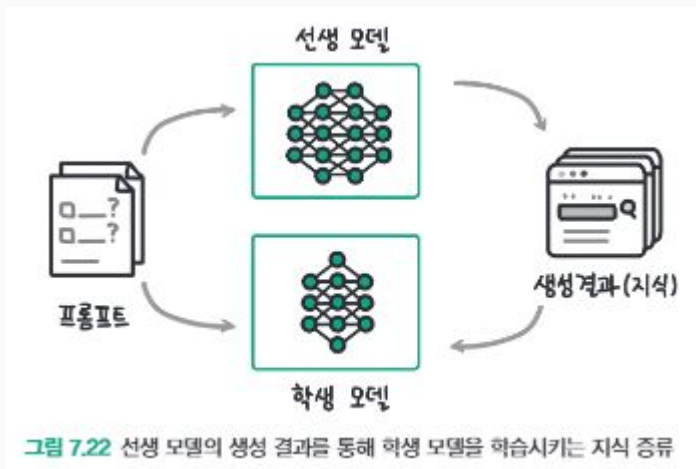 선생 모델
?
?
프롬프트
생성결과(지식)
학생 모델
그림 7.22 선생 모델의 생성 결과를 통해 학생 모델을 학습시키는 지식 증류